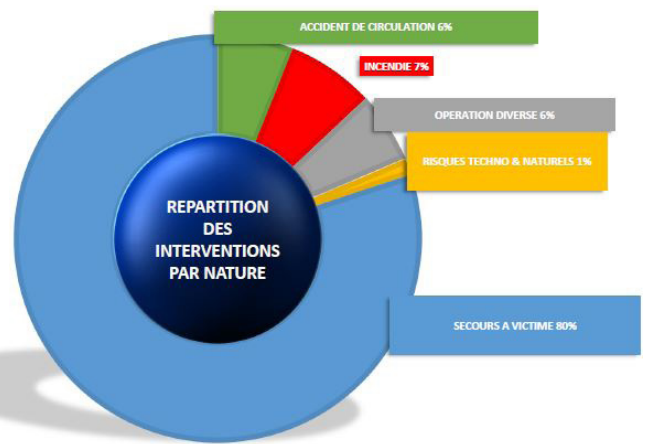 ACCIDENT DE CIRCULATION 6%
INCENDIE 7%
OPERATION DIVERSE 6%
RISQUES TECHNO & NATURELS 1%
REPARTITION
DES
INTERVENTIONS
PAR NATURE
SECOURS A VICTIME 80%